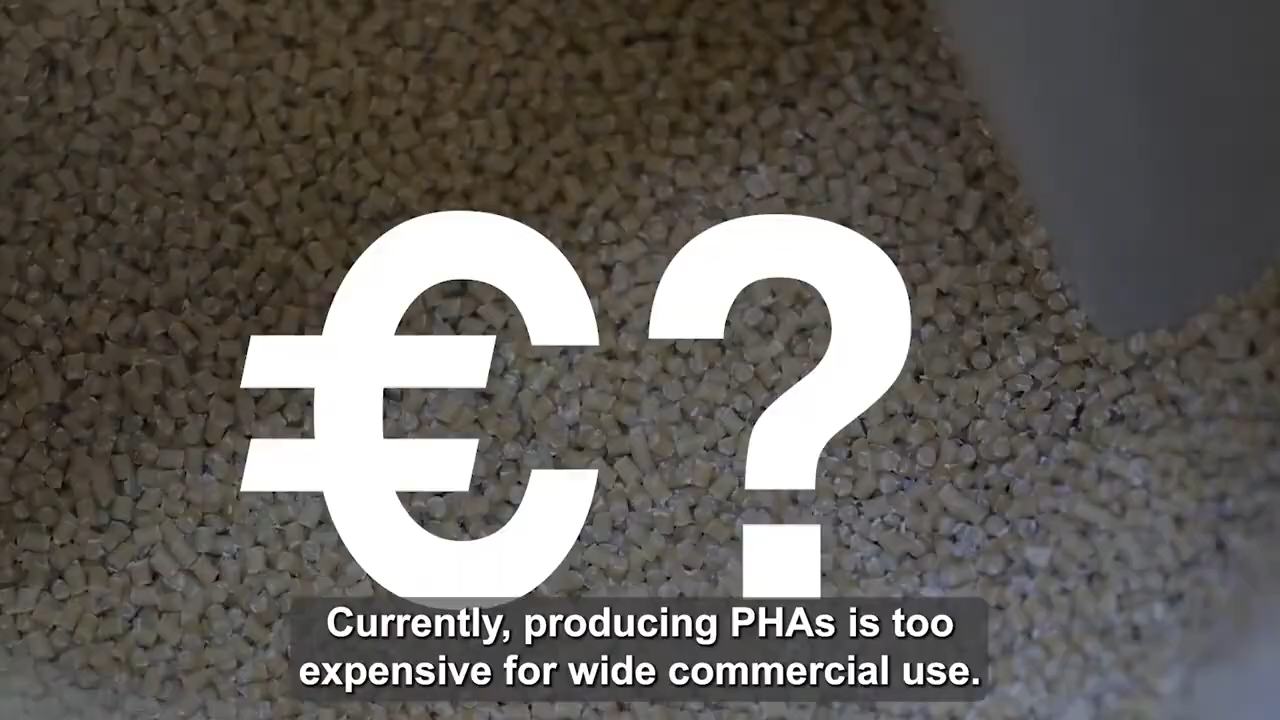 €?
Currently, producing PHAs is too
expensive for wide commercial use.